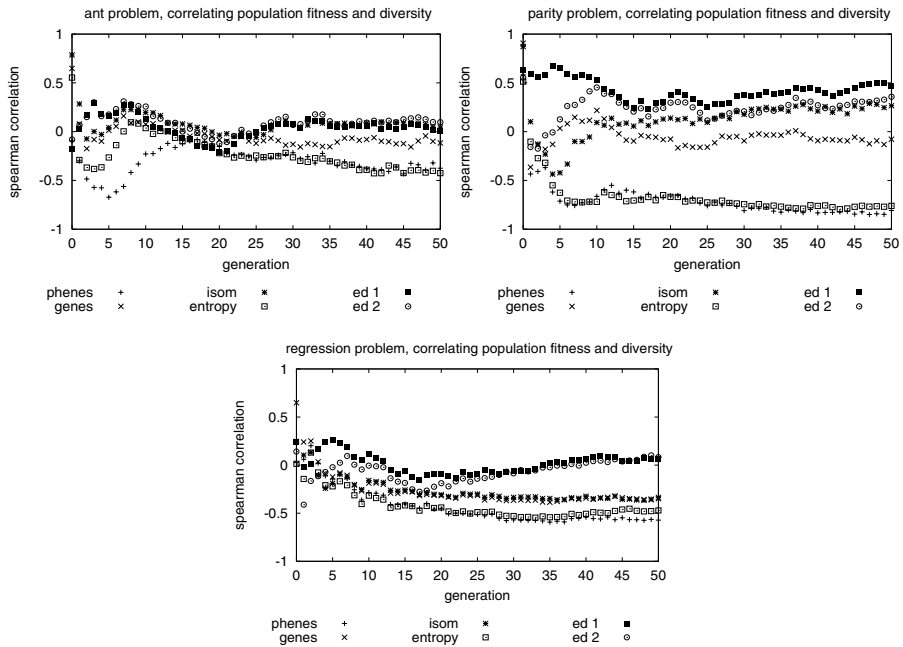 ant problem, correlating population fitness and diversity
1
0.5
0
-0.5
-1
spearman correlation
0 5 10 15 20 25 30 35 40 45 50
generation
phenes isom ed 1
genes entropy ed 2
parity problem, correlating population fitness and diversity
1
0.5
0
-0.5
-1
spearman correlation
0 5 10 15 20 25 30 35 40 45 50
generation
phenes isom ed 1
genes entropy ed 2
regression problem, correlating population fitness and diversity
1
0.5
0
-0.5
-1
spearman correlation
0 5 10 15 20 25 30 35 40 45 50
generation
phenes isom ed 1
genes entropy ed 2